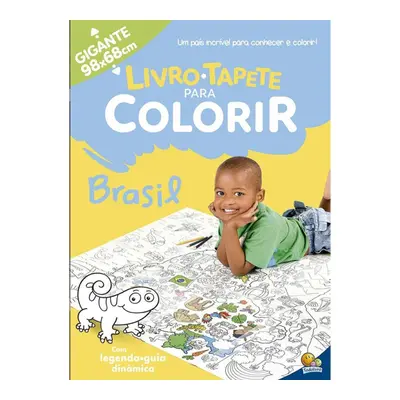 GIGANTE
98x68cm
Um país incrível para conhecer e colorir!
LIVRO•TAPETE
PARA
COLORIR
Brasil
Com
legenda-guia
dinâmica